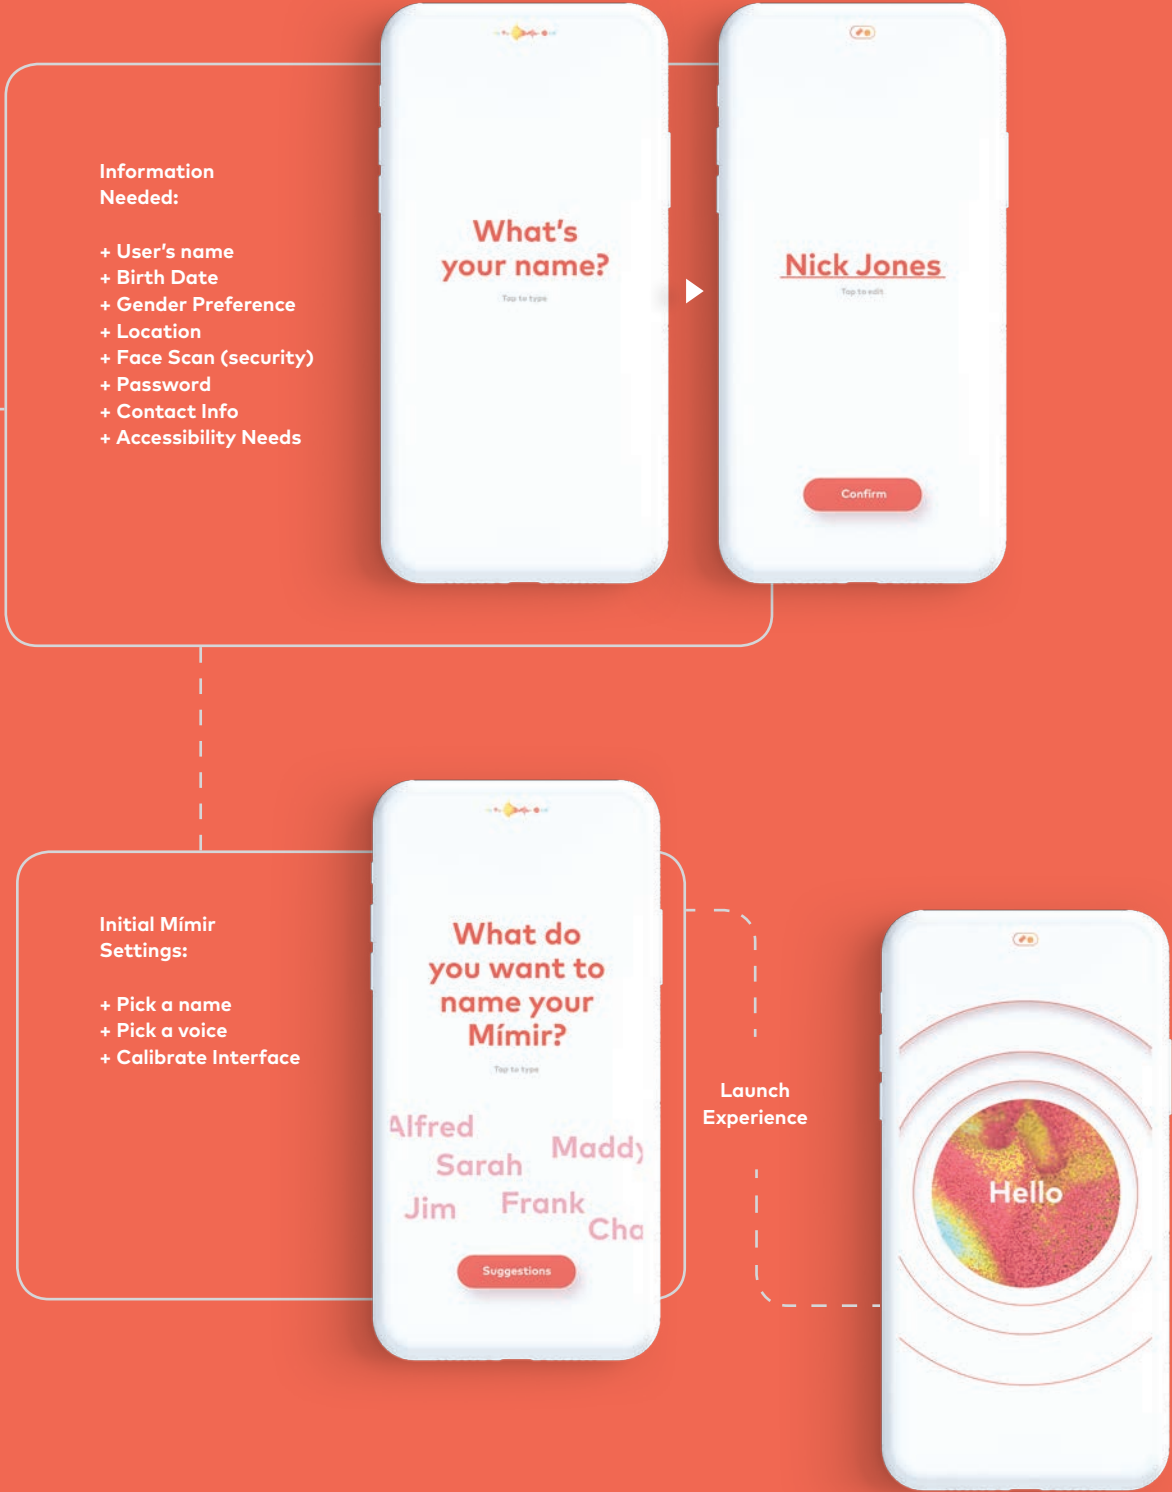 Information
Needed:
+ User's name
+ Birth Date
+ Gender Preference
+ Location
+ Face Scan (security)
+ Password
+ Contact Info
+ Accessibility Needs
What's
your name?
Tap to type
Nick Jones
Tap to edit
Confirm
Initial Mímir
Settings:
+ Pick a name
+ Pick a voice
+ Calibrate Interface
What do
you want to
name your
Mímir?
Tap to type
Alfred
Maddy
Sarah
Frank
Jim
Cha
Suggestions
Launch
Experience
Hello